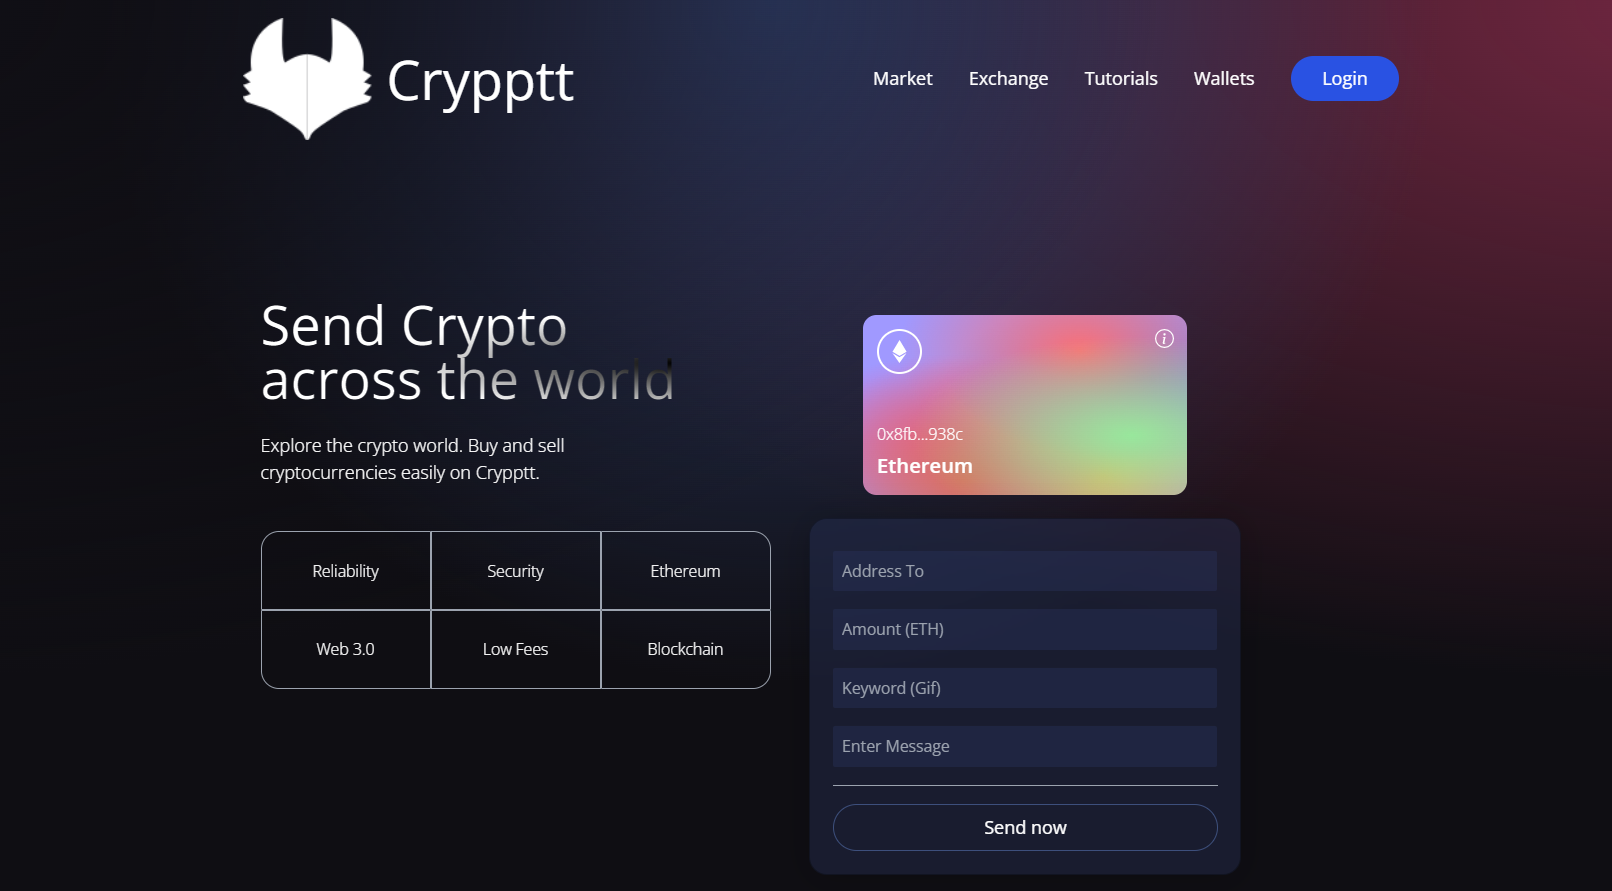 Crypptt
Market
Exchange
Tutorials
Wallets
Login
Send Crypto
across the world
Explore the crypto world. Buy and sell
cryptocurrencies easily on Crypptt.
Reliability
Security
Ethereum
Web 3.0
Low Fees
Blockchain
i
0x8fb...938c
Ethereum
Address To
Amount (ETH)
Keyword (Gif)
Enter Message
Send now